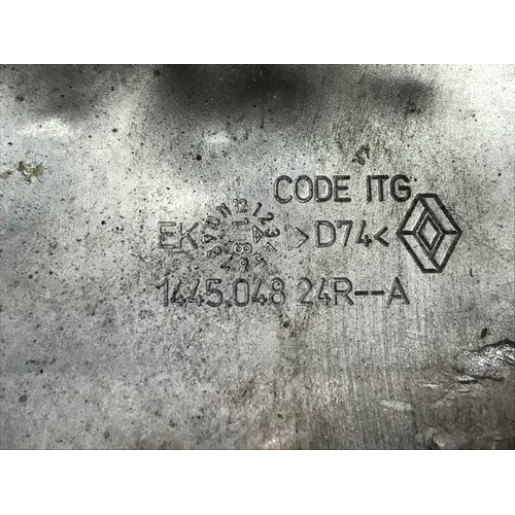 CODE ITG
EK >D74<
1445.048 24R--A